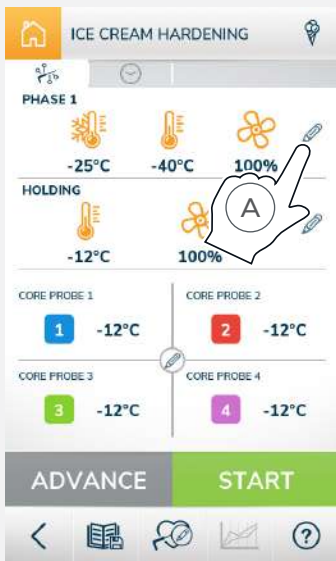 ICE CREAM HARDENING
PHASE 1
-25°C -40°C 100%
HOLDING
A
-12°C 100%
CORE PROBE 1 CORE PROBE 2
1 -12°C 2 -12°C
CORE PROBE 3 CORE PROBE 4
3 -12°C 4 -12°C
ADVANCE START
?